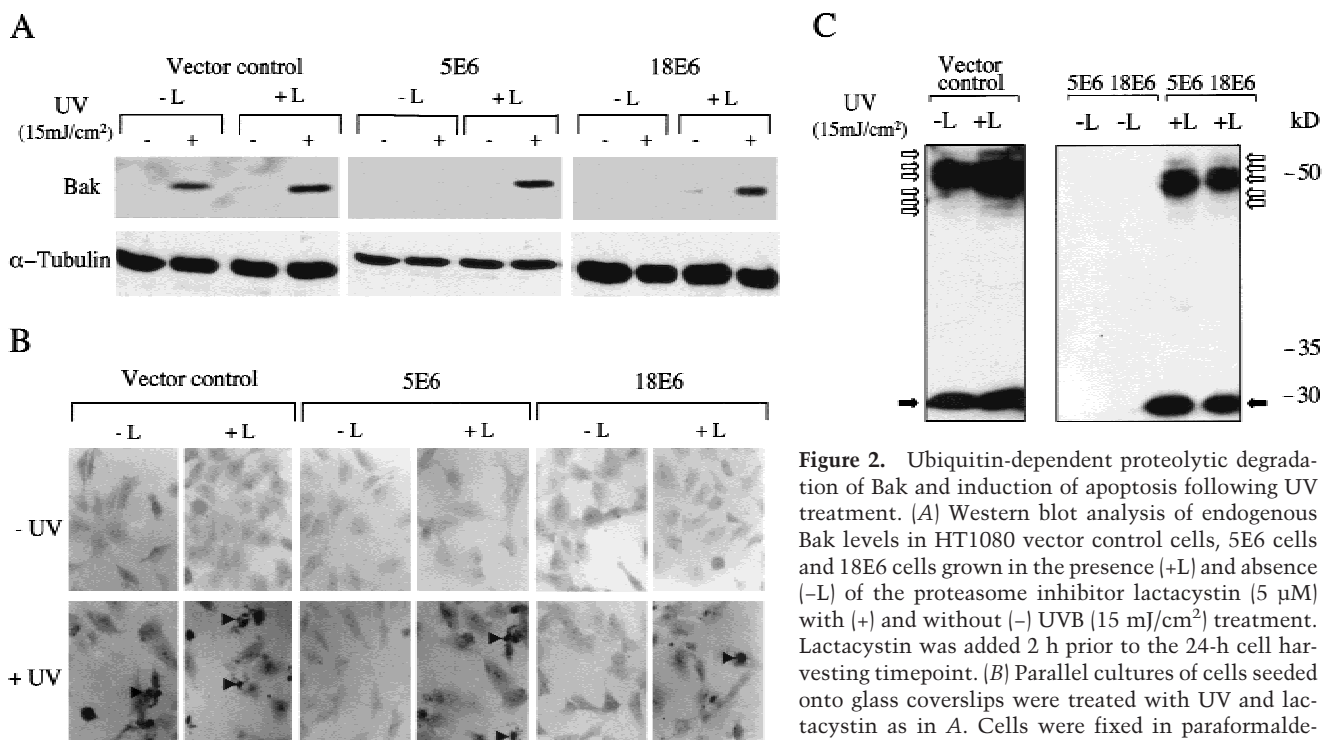 A
Vector control 5E6 18E6
UV - L + L - L + L - L + L
(15mJ/cm²) - + - + - + - + - + - +
Bak
α–Tubulin
B
Vector control 5E6 18E6
- L + L - L + L - L + L
- UV
+ UV
C
Vector
control 5E6 18E6 5E6 18E6
UV
(15mJ/cm²) -L +L -L -L +L +L kD
-50
-35
-30
Figure 2. Ubiquitin-dependent proteolytic degrada-
tion of Bak and induction of apoptosis following UV
treatment. (A) Western blot analysis of endogenous
Bak levels in HT1080 vector control cells, 5E6 cells
and 18E6 cells grown in the presence (+L) and absence
(–L) of the proteasome inhibitor lactacystin (5 µM)
with (+) and without (–) UVB (15 mJ/cm²) treatment.
Lactacystin was added 2 h prior to the 24-h cell har-
vesting timepoint. (B) Parallel cultures of cells seeded
onto glass coverslips were treated with UV and lac-
tacystin as in A. Cells were fixed in paraformalde-